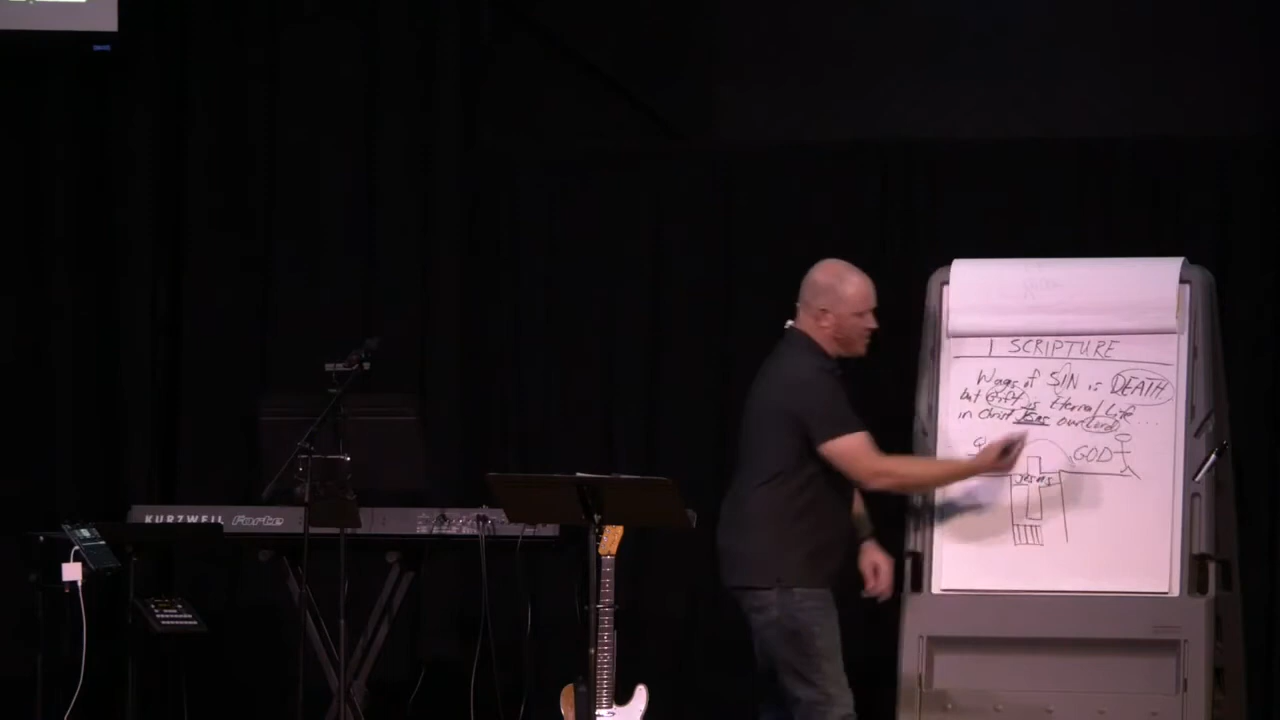 1 SCRIPTURE
Wages of SIN is DEATH
but Gift is Eternal Life
in Christ Jesus our Lord ...
GOD
Jesus
KURZWEIL Forte